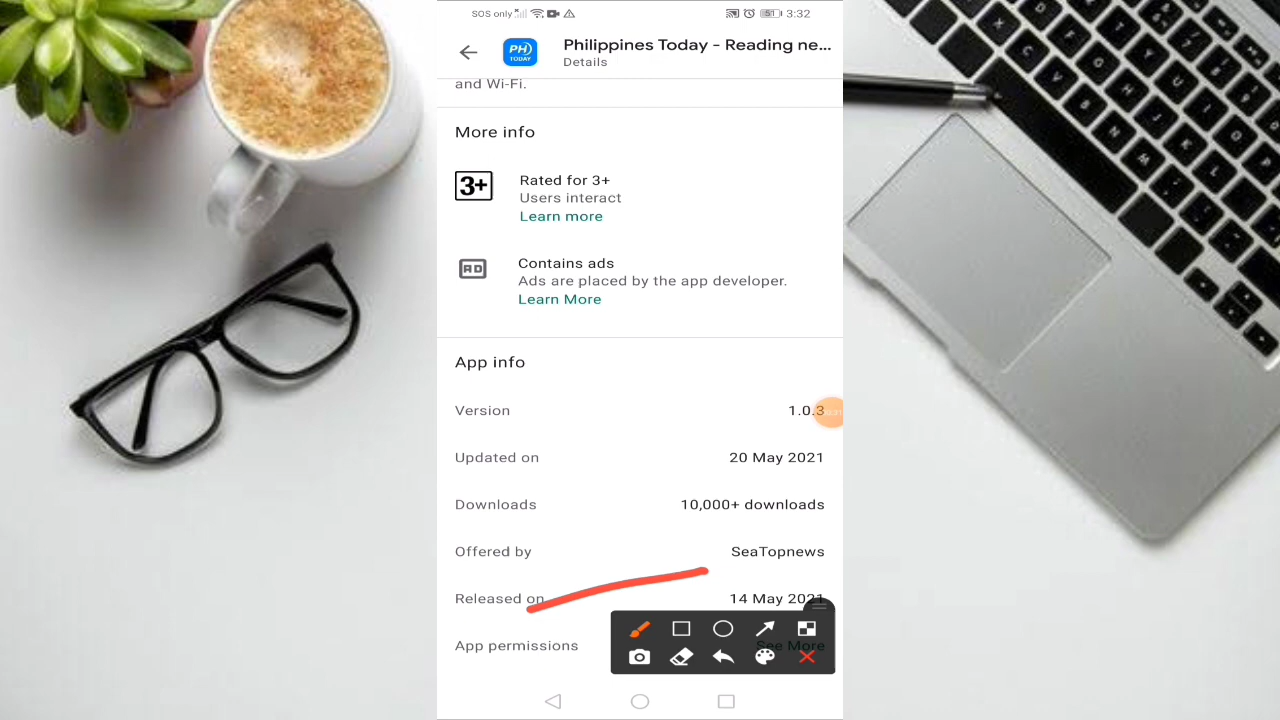 SOS only
3:32
PH
TODAY
Philippines Today - Reading ne...
Details
and Wi-Fi.
More info
3+
Rated for 3+
Users interact
Learn more
AD
Contains ads
Ads are placed by the app developer.
Learn More
App info
Version 1.0.3
Updated on 20 May 2021
Downloads 10,000+ downloads
Offered by SeaTopnews
Released on 14 May 2021
App permissions See More